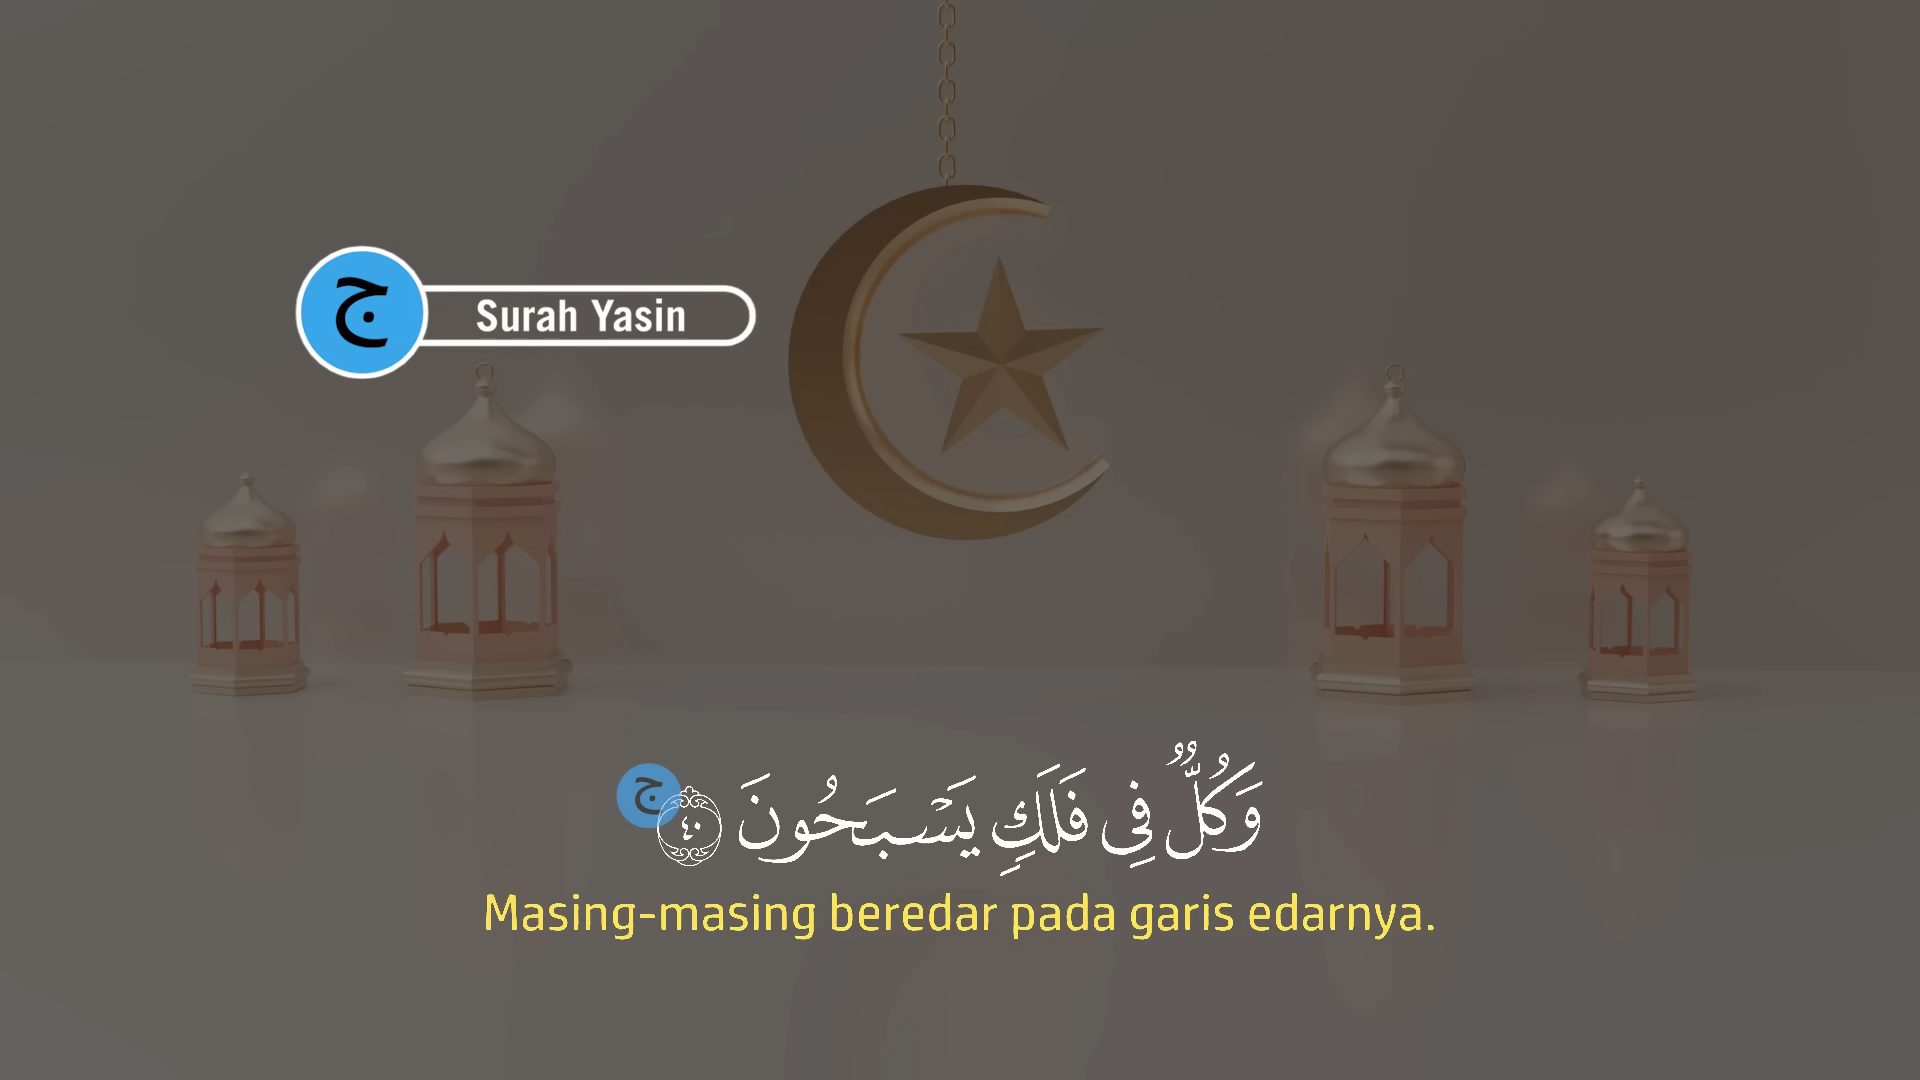 ج
Surah Yasin
وَكُلٌّ فِى فَلَكٍ يَسْبَحُونَ ٤٠ ج
Masing-masing beredar pada garis edarnya.